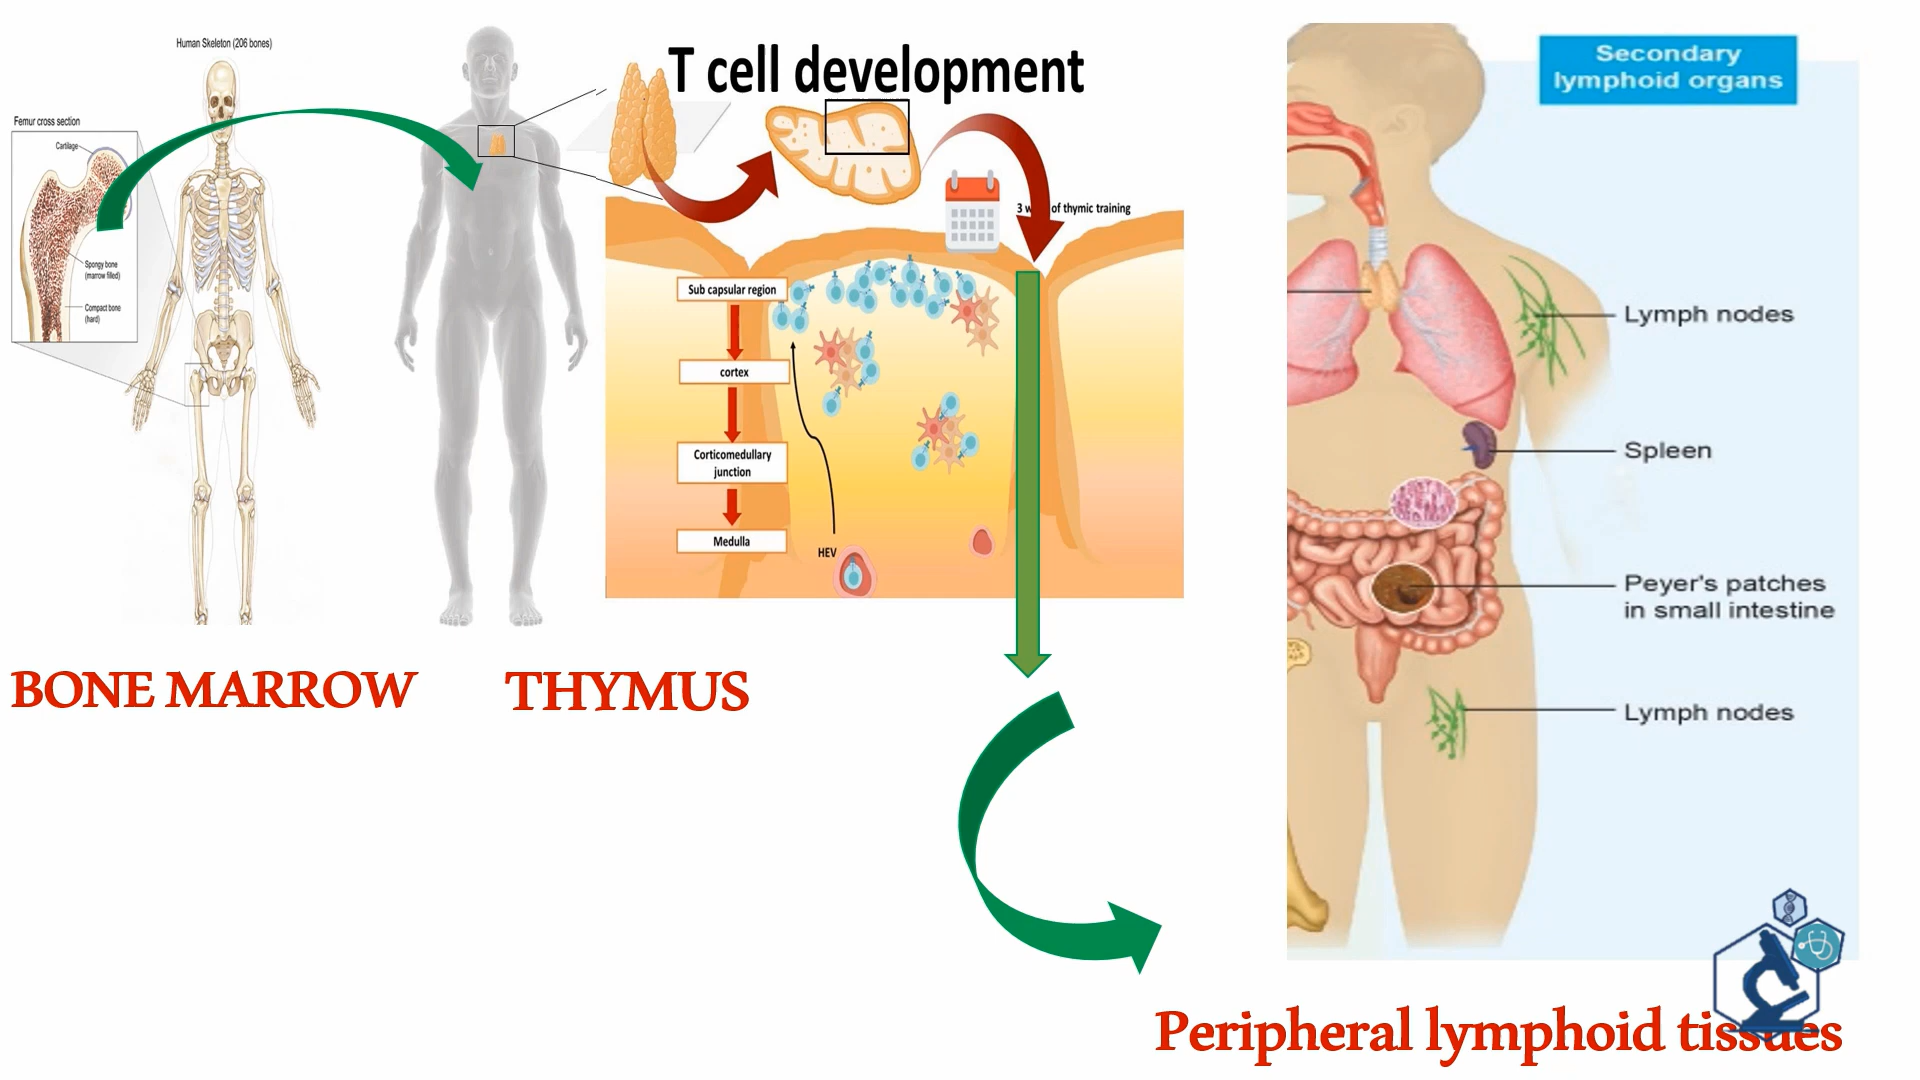 Human Skeleton (206 bones)
Femur cross section
Cartilage
Spongy bone
(marrow filled)
Compact bone
(hard)
T cell development
3 of thymic training
Sub capsular region
cortex
Corticomedullary
junction
Medulla
HEV
Secondary
lymphoid organs
Lymph nodes
Spleen
Peyer's patches
in small intestine
Lymph nodes
BONE MARROW
THYMUS
Peripheral lymphoid tissues